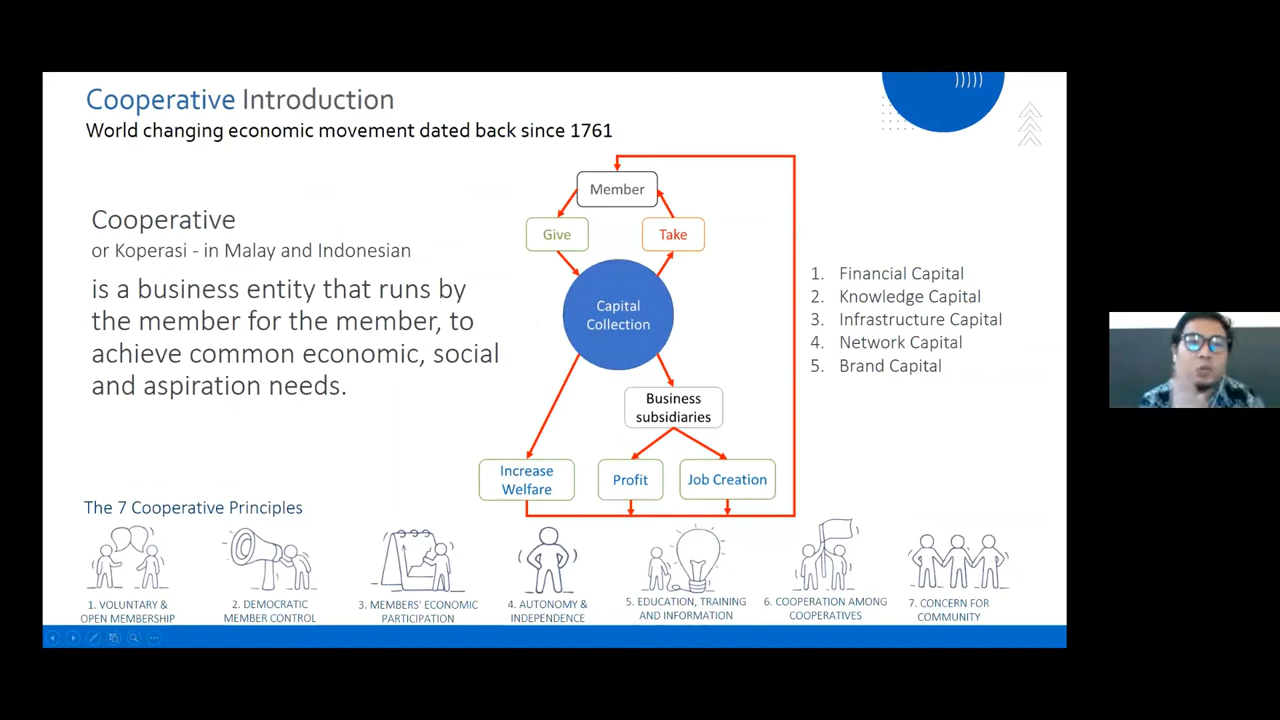 Cooperative Introduction
World changing economic movement dated back since 1761
Cooperative
or Koperasi - in Malay and Indonesian
is a business entity that runs by
the member for the member, to
achieve common economic, social
and aspiration needs.
Member
Give
Take
Capital
Collection
Business
subsidiaries
Increase
Welfare
Profit
Job Creation
1. Financial Capital
2. Knowledge Capital
3. Infrastructure Capital
4. Network Capital
5. Brand Capital
The 7 Cooperative Principles
1. VOLUNTARY &
OPEN MEMBERSHIP
2. DEMOCRATIC
MEMBER CONTROL
3. MEMBERS' ECONOMIC
PARTICIPATION
4. AUTONOMY &
INDEPENDENCE
5. EDUCATION, TRAINING
AND INFORMATION
6. COOPERATION AMONG
COOPERATIVES
7. CONCERN FOR
COMMUNITY